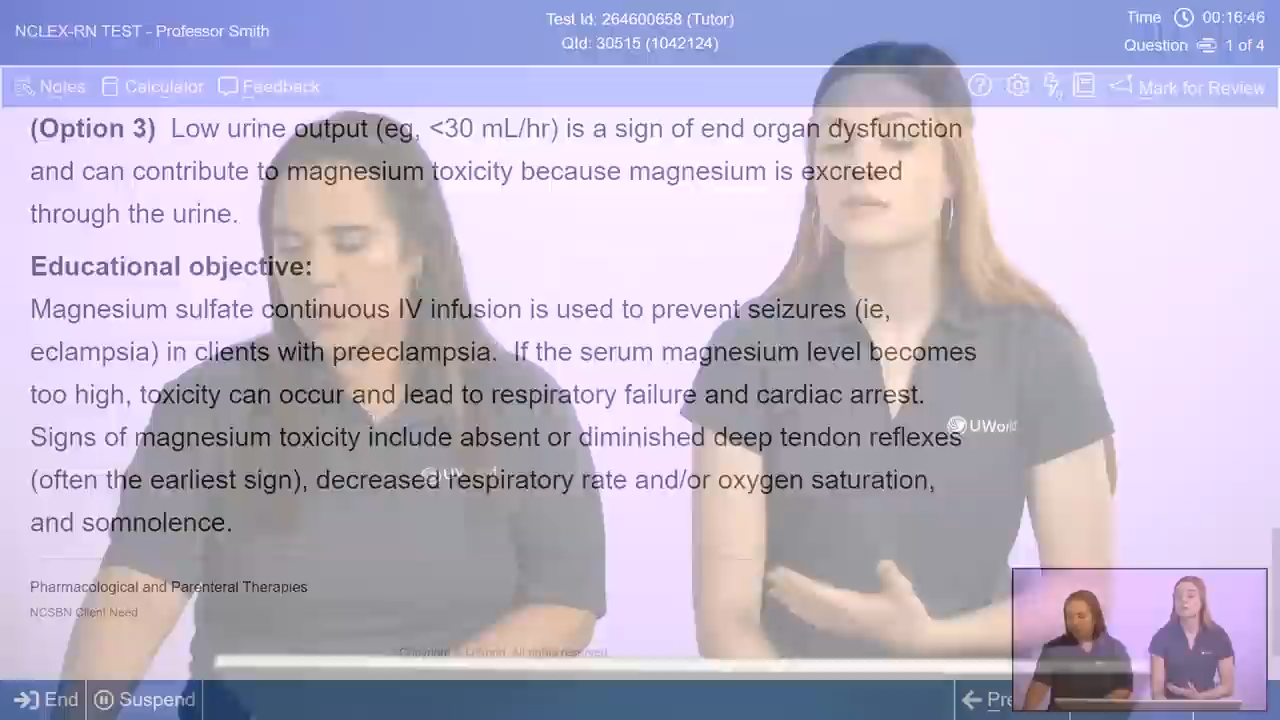 NCLEX-RN TEST - Professor Smith
Test Id: 264600658 (Tutor)
QId: 30515 (1042124)
Time 00:16:46
Question 1 of 4
Notes Calculator Feedback
Mark for Review
(Option 3) Low urine output (eg, <30 mL/hr) is a sign of end organ dysfunction
and can contribute to magnesium toxicity because magnesium is excreted
through the urine.
Educational objective:
Magnesium sulfate continuous IV infusion is used to prevent seizures (ie,
eclampsia) in clients with preeclampsia. If the serum magnesium level becomes
too high, toxicity can occur and lead to respiratory failure and cardiac arrest.
Signs of magnesium toxicity include absent or diminished deep tendon reflexes
(often the earliest sign), decreased respiratory rate and/or oxygen saturation,
and somnolence.
UWorld
Pharmacological and Parenteral Therapies
NCSBN Client Need
Copyright © UWorld. All rights reserved.
End Suspend